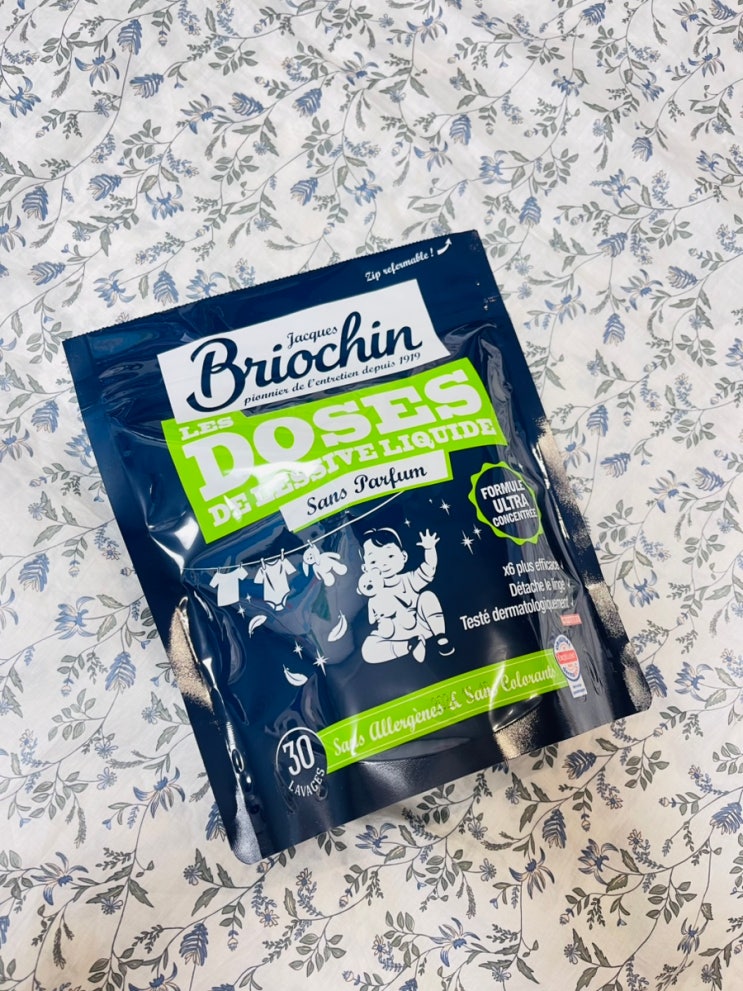 Zip refermable !
Jacques
Briochin
pionnier de l'entretien depuis 1919
LES
DOSES
DE LESSIVE LIQUIDE
Sans Parfum
FORMULE
ULTRA
CONCENTRÉE
x6 plus efficace
Détache le linge
Testé dermatologiquement
Sans Allergènes & Sans Colorants
30
LAVAGES